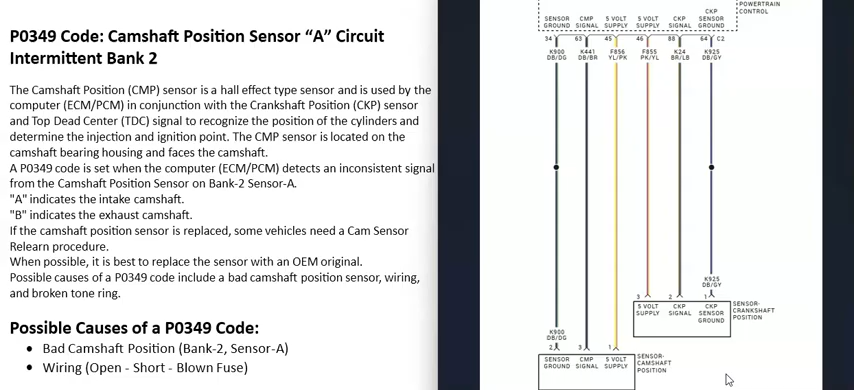 P0349 Code: Camshaft Position Sensor “A” Circuit
Intermittent Bank 2
The Camshaft Position (CMP) sensor is a hall effect type sensor and is used by the
computer (ECM/PCM) in conjunction with the Crankshaft Position (CKP) sensor
and Top Dead Center (TDC) signal to recognize the position of the cylinders and
determine the injection and ignition point. The CMP sensor is located on the
camshaft bearing housing and faces the camshaft.
A P0349 code is set when the computer (ECM/PCM) detects an inconsistent signal
from the Camshaft Position Sensor on Bank-2 Sensor-A.
"A" indicates the intake camshaft.
"B" indicates the exhaust camshaft.
If the camshaft position sensor is replaced, some vehicles need a Cam Sensor
Relearn procedure.
When possible, it is best to replace the sensor with an OEM original.
Possible causes of a P0349 code include a bad camshaft position sensor, wiring,
and broken tone ring.
Possible Causes of a P0349 Code:
• Bad Camshaft Position (Bank-2, Sensor-A)
• Wiring (Open - Short - Blown Fuse)
POWERTRAIN
CONTROL
SENSOR GROUND
CMP SIGNAL
5 VOLT SUPPLY
5 VOLT SUPPLY
CKP SIGNAL
CKP SENSOR GROUND
34 63 45 46 88 64 C2
K900 DB/DG
K441 DB/BR
F856 YL/PK
F855 PK/YL
K24 BR/LB
K925 DB/GY
K925 DB/GY
3 2 1
5 VOLT SUPPLY
CKP SIGNAL
CKP SENSOR GROUND
SENSOR-
CRANKSHAFT
POSITION
K900 DB/DG
2 3 1
SENSOR GROUND
CMP SIGNAL
5 VOLT SUPPLY
SENSOR-
CAMSHAFT
POSITION